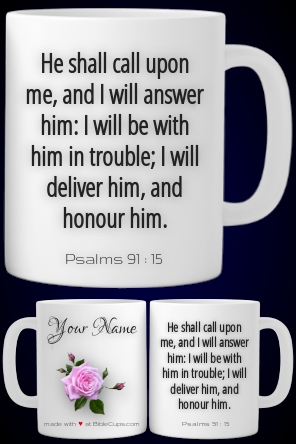 He shall call upon
me, and I will answer
him: I will be with
him in trouble; I will
deliver him, and
honour him.
Psalms 91 : 15
Your Name
made with ♥ at BibleCups.com
He shall call upon
me, and I will answer
him: I will be with
him in trouble; I will
deliver him, and
honour him.
Psalms 91 : 15